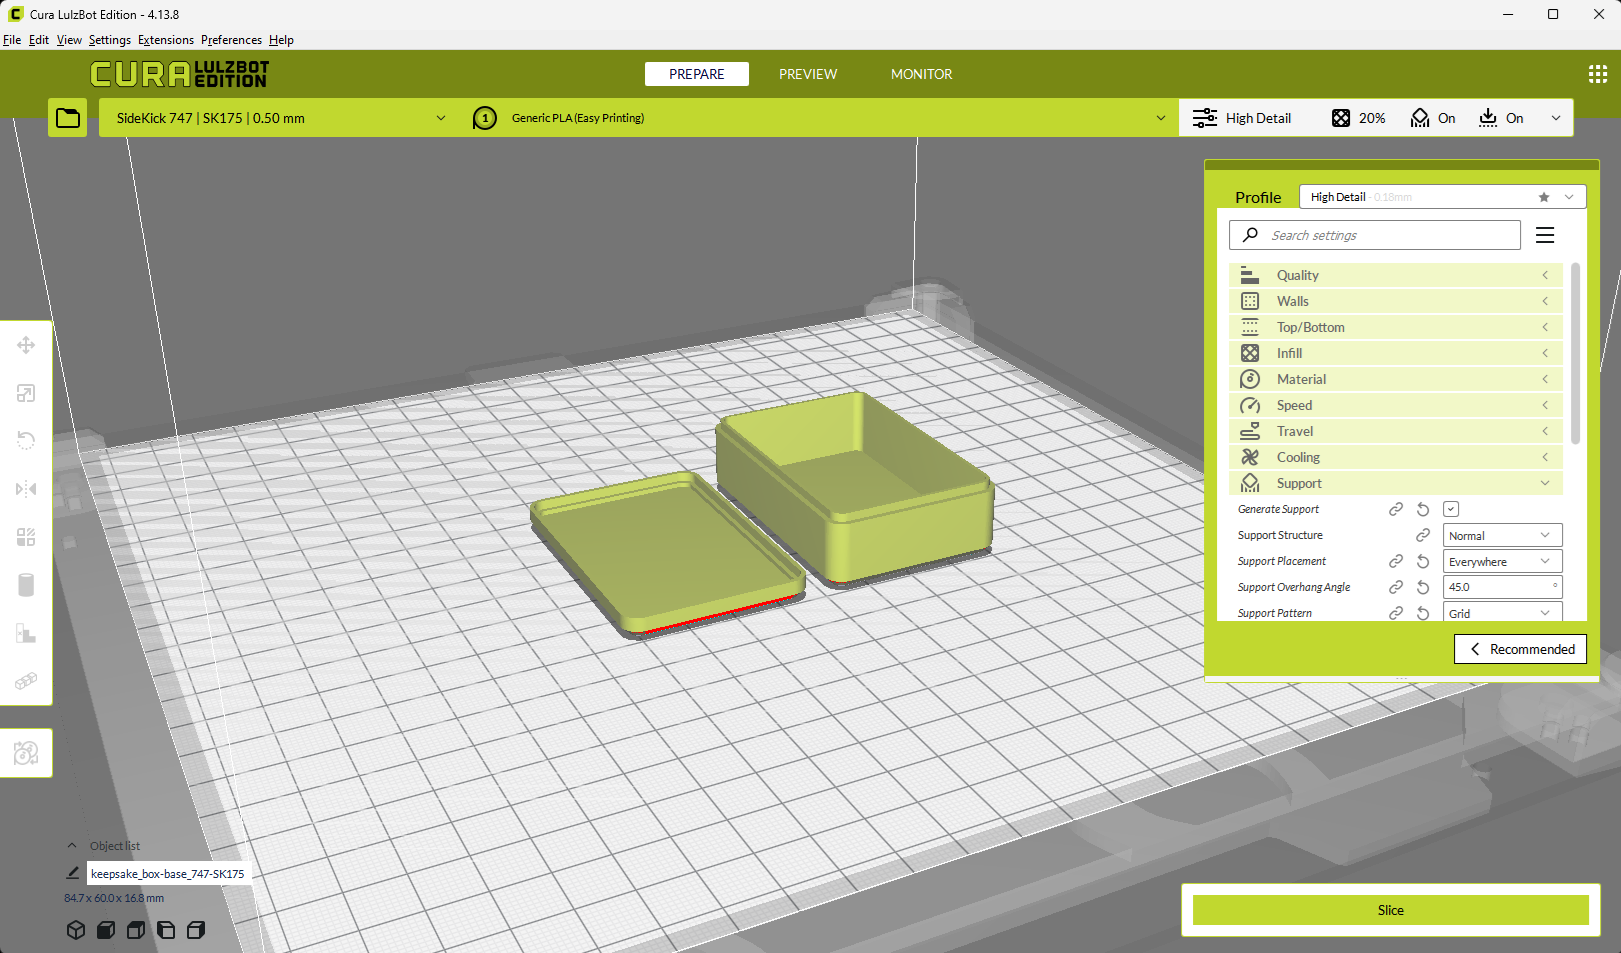 Cura LulzBot Edition - 4.13.8
File Edit View Settings Extensions Preferences Help
CURA LULZBOT EDITION
PREPARE PREVIEW MONITOR
SideKick 747 | SK175 | 0.50 mm
1 Generic PLA (Easy Printing)
High Detail 20% On On
Profile High Detail - 0.18mm
Search settings
Quality
Walls
Top/Bottom
Infill
Material
Speed
Travel
Cooling
Support
Generate Support
Support Structure Normal
Support Placement Everywhere
Support Overhang Angle 45.0 °
Support Pattern Grid
Recommended
Object list
keepsake_box-base_747-SK175
84.7 x 60.0 x 16.8 mm
Slice